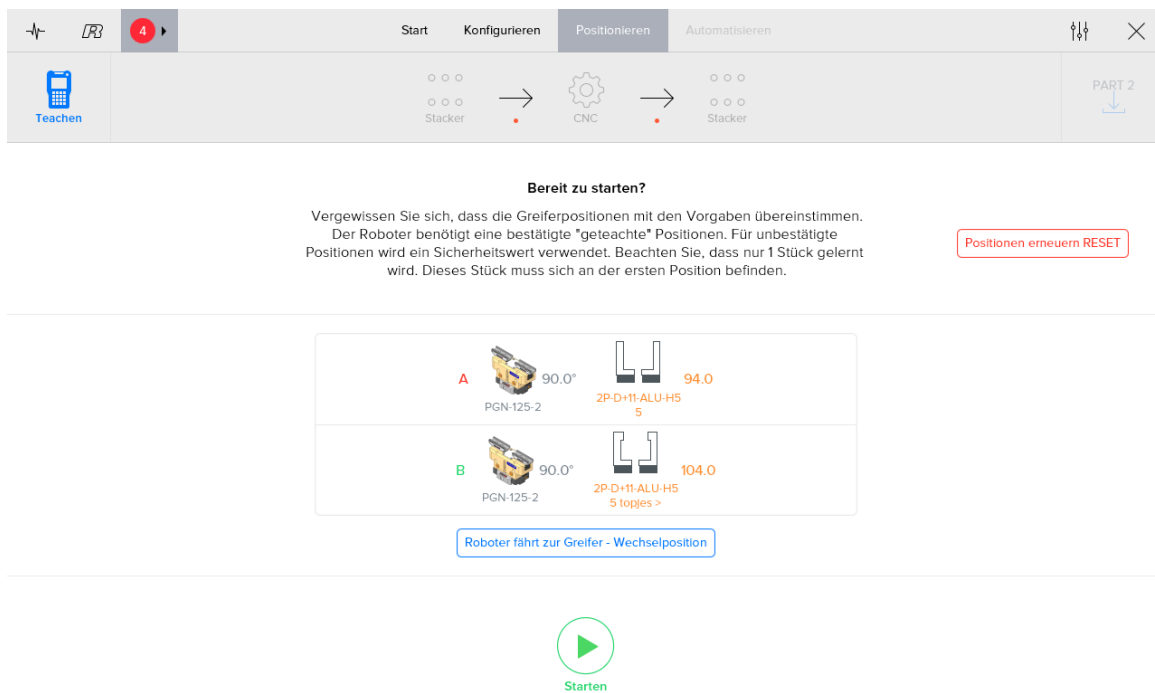 4
Start
Konfigurieren
Positionieren
Automatisieren
Teachen
Stacker
CNC
Stacker
PART 2
Bereit zu starten?
Vergewissen Sie sich, dass die Greiferpositionen mit den Vorgaben übereinstimmen.
Der Roboter benötigt eine bestätigte "geteachte" Positionen. Für unbestätigte
Positionen wird ein Sicherheitswert verwendet. Beachten Sie, dass nur 1 Stück gelernt
wird. Dieses Stück muss sich an der ersten Position befinden.
Positionen erneuern RESET
A
90.0°
94.0
PGN-125-2
2P-D+11-ALU-H5
5
B
90.0°
104.0
PGN-125-2
2P-D+11-ALU-H5
5 topjes >
Roboter fährt zur Greifer - Wechselposition
Starten